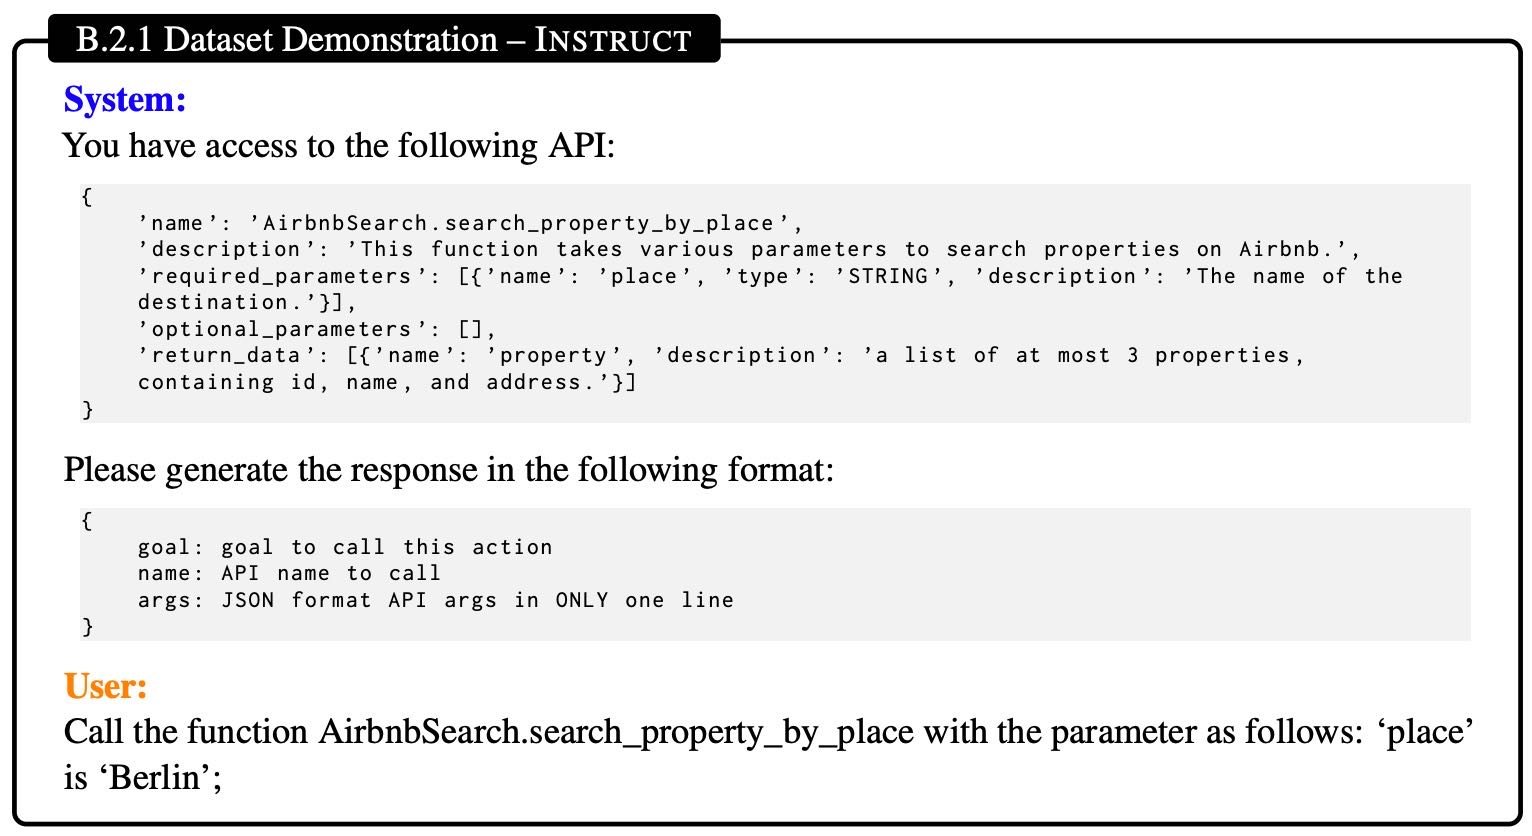 B.2.1 Dataset Demonstration – INSTRUCT
System:
You have access to the following API:
{
’name’: ’AirbnbSearch.search_property_by_place’,
’description’: ’This function takes various parameters to search properties on Airbnb.’,
’required_parameters’: [{’name’: ’place’, ’type’: ’STRING’, ’description’: ’The name of the
destination.’}],
’optional_parameters’: [],
’return_data’: [{’name’: ’property’, ’description’: ’a list of at most 3 properties,
containing id, name, and address.’}]
}
Please generate the response in the following format:
{
goal: goal to call this action
name: API name to call
args: JSON format API args in ONLY one line
}
User:
Call the function AirbnbSearch.search_property_by_place with the parameter as follows: ‘place’
is ‘Berlin’;